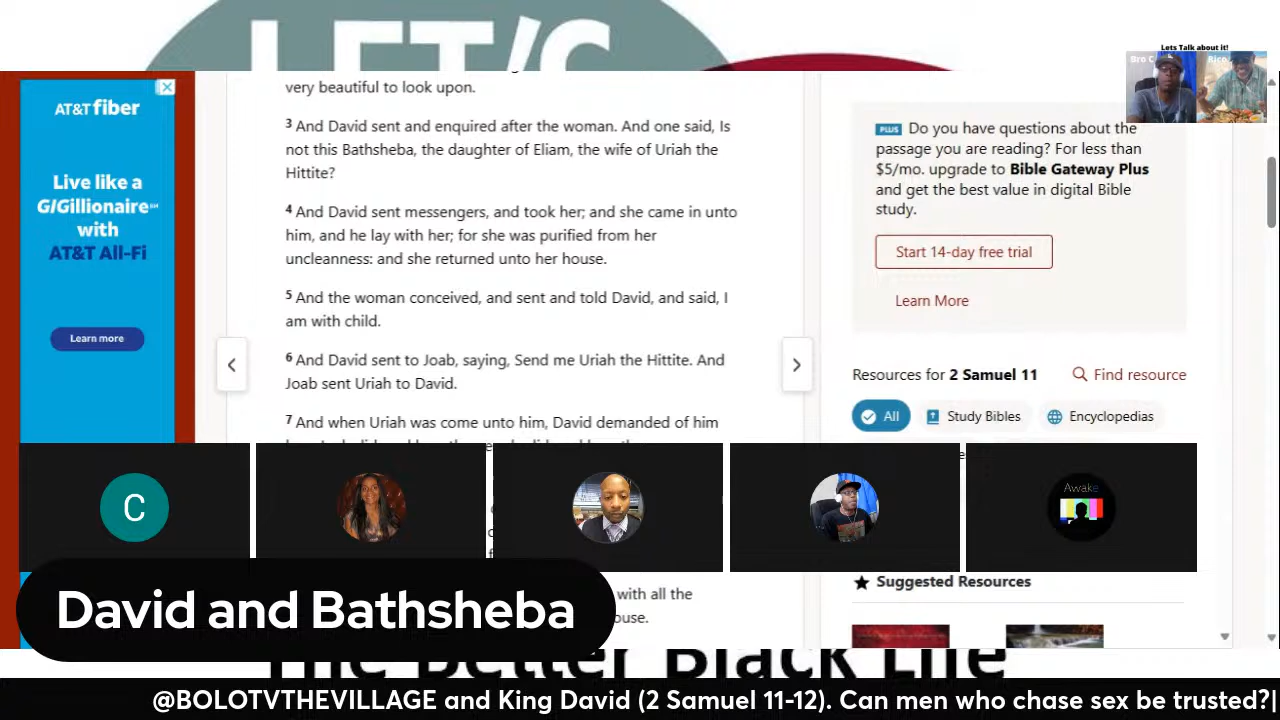 LET'S
Lets Talk about it!
Bro C
Rico
AT&T fiber
Live like a
GIGillionaire℠
with
AT&T All-Fi
Learn more
very beautiful to look upon.
3 And David sent and enquired after the woman. And one said, Is
not this Bathsheba, the daughter of Eliam, the wife of Uriah the
Hittite?
4 And David sent messengers, and took her; and she came in unto
him, and he lay with her; for she was purified from her
uncleanness: and she returned unto her house.
5 And the woman conceived, and sent and told David, and said, I
am with child.
6 And David sent to Joab, saying, Send me Uriah the Hittite. And
Joab sent Uriah to David.
7 And when Uriah was come unto him, David demanded of him
with all the
PLUS Do you have questions about the
passage you are reading? For less than
$5/mo. upgrade to Bible Gateway Plus
and get the best value in digital Bible
study.
Start 14-day free trial
Learn More
Resources for 2 Samuel 11
Find resource
All
Study Bibles
Encyclopedias
C
Awake
Suggested Resources
David and Bathsheba
The Better Black Life
@BOLOTVTHEVILLAGE and King David (2 Samuel 11-12). Can men who chase sex be trusted?|